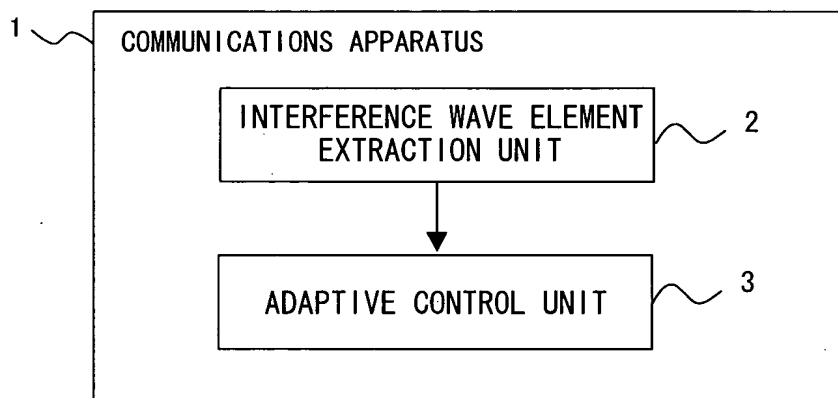 1
COMMUNICATIONS APPARATUS
INTERFERENCE WAVE ELEMENT
EXTRACTION UNIT
2
ADAPTIVE CONTROL UNIT
3